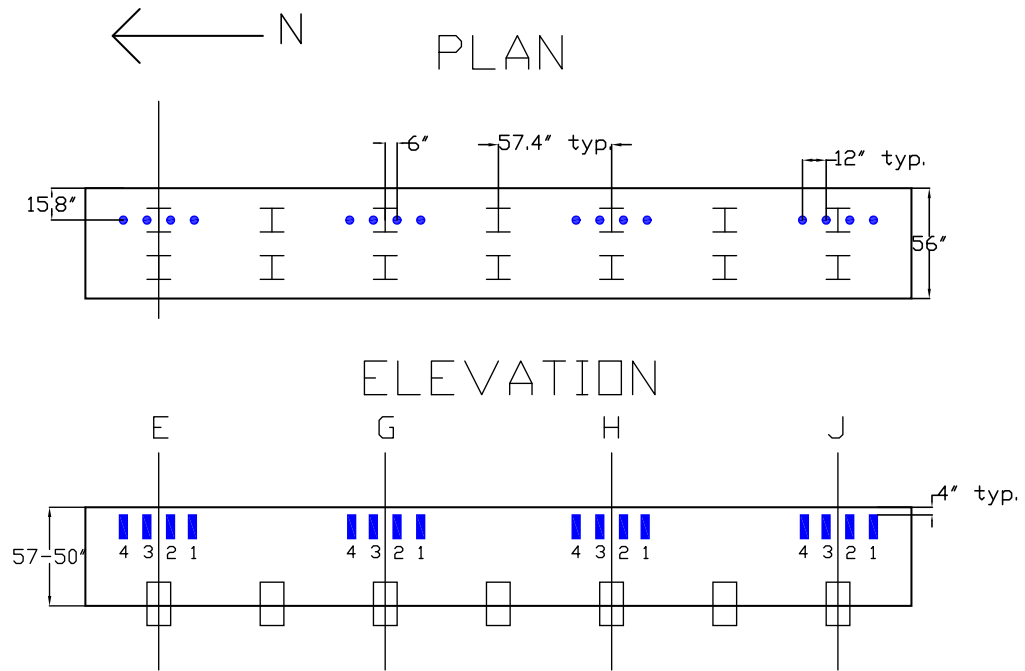 N
PLAN
6" 57.4" typ. 12" typ.
15.8"
56"
ELEVATION
E G H J
4" typ.
4 3 2 1 4 3 2 1 4 3 2 1 4 3 2 1
57-50"